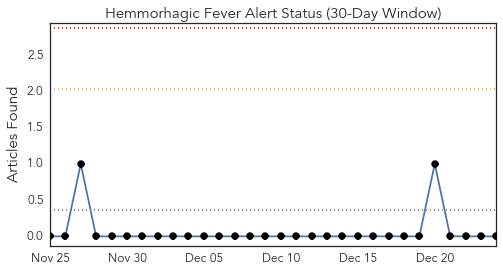 Hemmorhagic Fever Alert Status (30-Day Window)
Articles Found
2.5
2.0
1.5
1.0
0.5
0.0
Nov 25 Nov 30 Dec 05 Dec 10 Dec 15 Dec 20